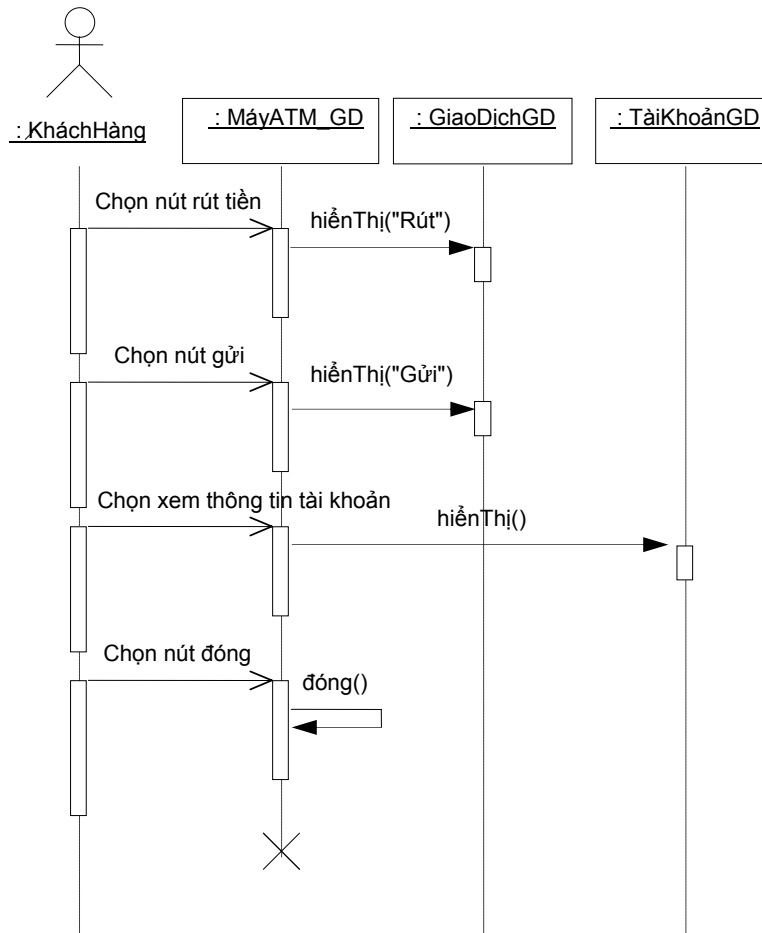 : KháchHàng
: MáyATM_GD
: GiaoDịchGD
: TàiKhoảnGD
Chọn nút rút tiền
hiểnThị("Rút")
Chọn nút gửi
hiểnThị("Gửi")
Chọn xem thông tin tài khoản
hiểnThị()
Chọn nút đóng
đóng()